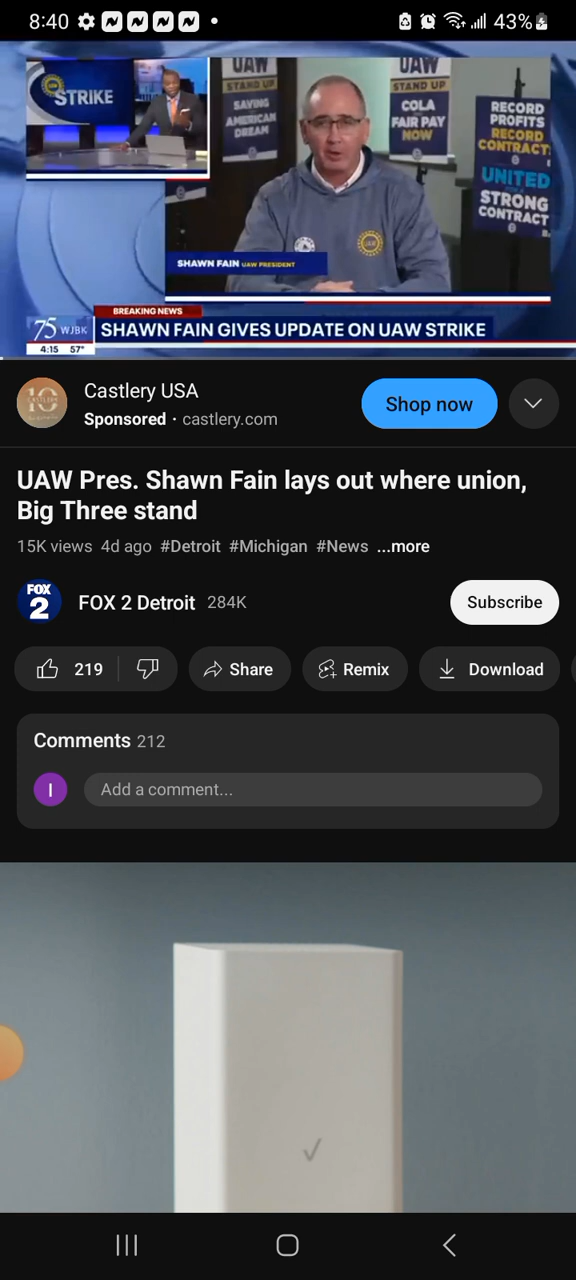 8:40
43%
STRIKE
UAW
STAND UP
SAVING
AMERICAN
DREAM
UAW
STAND UP
COLA
FAIR PAY
NOW
RECORD
PROFITS
RECORD
CONTRACT
UNITED
STRONG
CONTRACT
SHAWN FAIN UAW PRESIDENT
BREAKING NEWS
75 WJBK
SHAWN FAIN GIVES UPDATE ON UAW STRIKE
4:15 57°
10
Castlery USA
Sponsored · castlery.com
Shop now
UAW Pres. Shawn Fain lays out where union,
Big Three stand
15K views 4d ago #Detroit #Michigan #News ...more
FOX
2
FOX 2 Detroit 284K
Subscribe
219
Share
Remix
Download
Comments 212
I
Add a comment...